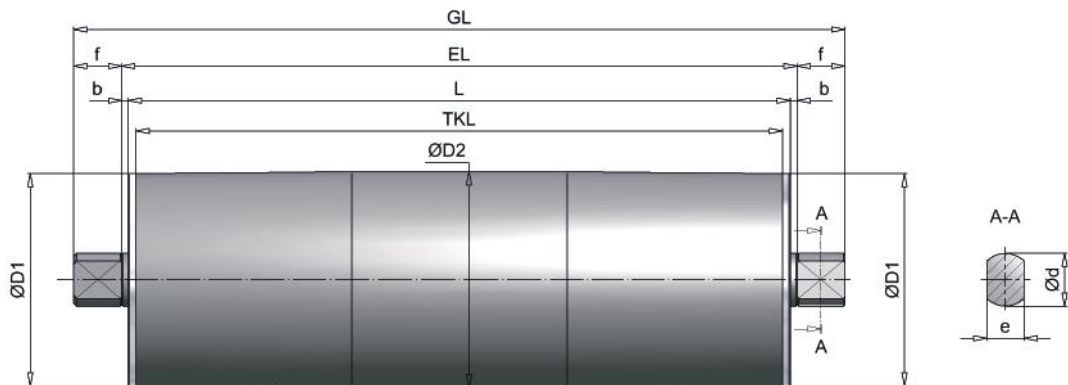 GL
f EL f
b L b
TKL
ØD2
A A-A
ØD1 ØD1 Ød
e
A